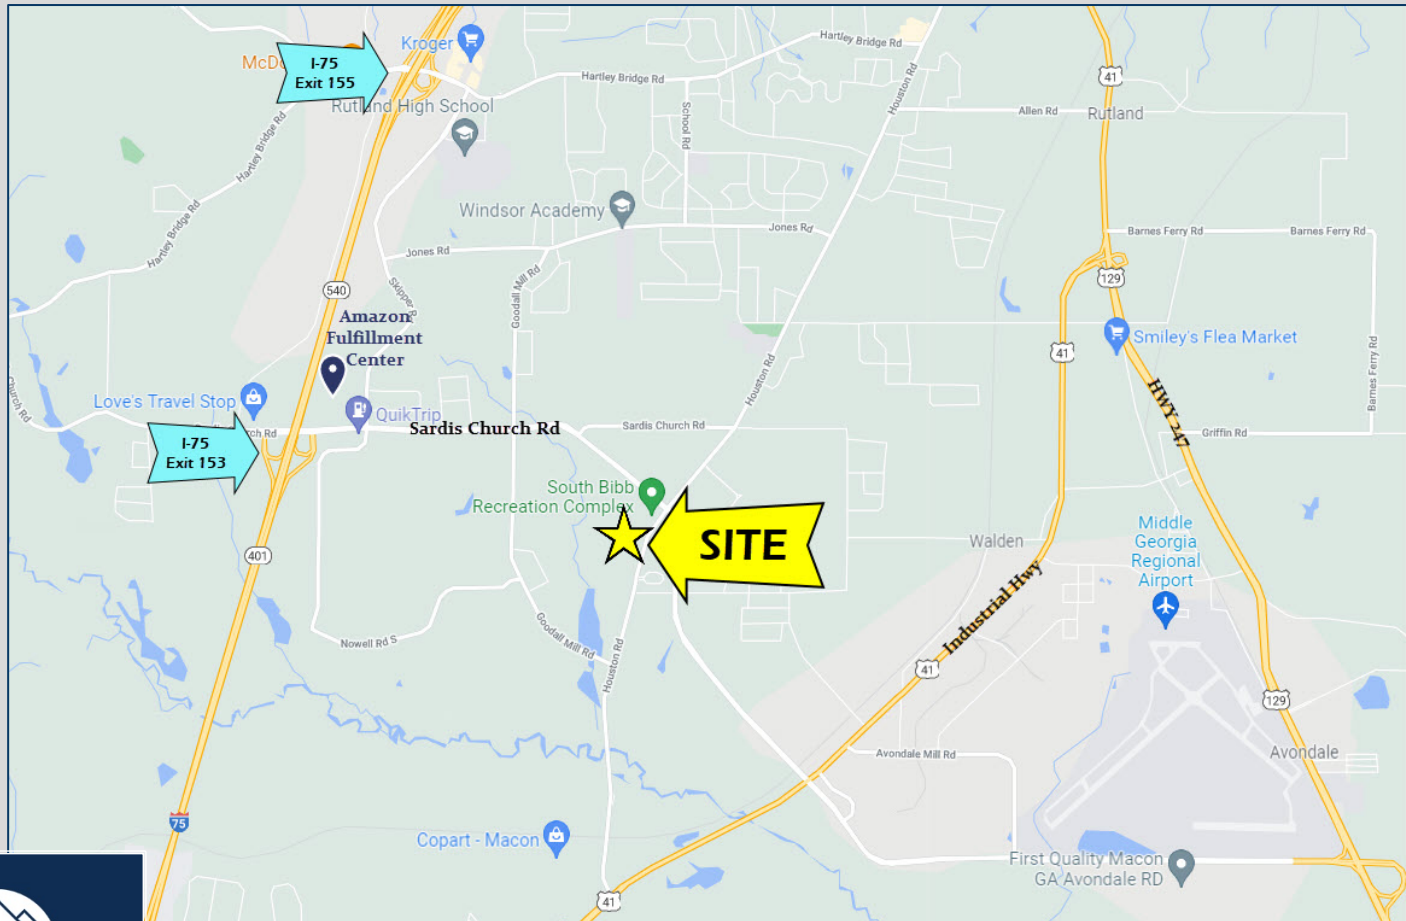 Kroger
McDo
I-75
Exit 155
Hartley Bridge Rd
Hartley Bridge Rd
41
Rutland High School
Houston Rd
School Rd
Allen Rd
Rutland
Hartley Bridge Rd
Windsor Academy
Jones Rd
Barnes Ferry Rd
Barnes Ferry Rd
Hartley Bridge Rd
Jones Rd
Goodall Mill Rd
Skipper R
129
540
Amazon
Fulfillment
Center
Smiley's Flea Market
41
Houston Rd
Barnes Ferry Rd
Church Rd
Love's Travel Stop
QuikTrip
HWY 247
Sardis Church Rd
Sardis Church Rd
Griffin Rd
ch Rd
I-75
Exit 153
South Bibb
Recreation Complex
SITE
Walden
Middle
Georgia
Regional
Airport
401
Industrial Hwy
Nowell Rd S
Goodall Mill Rd
Houston Rd
41
129
Avondale Mill Rd
Avondale
75
Copart - Macon
First Quality Macon
GA Avondale RD
41